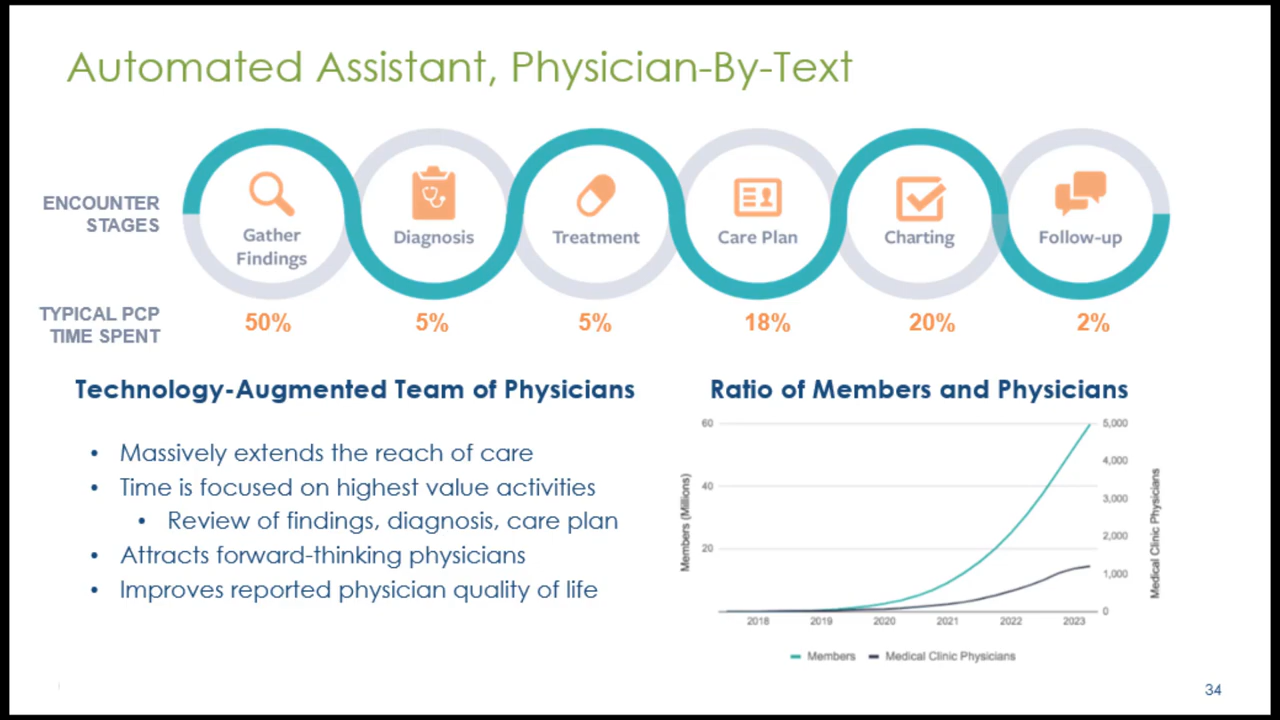 Automated Assistant, Physician-By-Text
ENCOUNTER
STAGES
Gather
Findings
Diagnosis
Treatment
Care Plan
Charting
Follow-up
TYPICAL PCP
TIME SPENT
50%
5%
5%
18%
20%
2%
Technology-Augmented Team of Physicians
• Massively extends the reach of care
• Time is focused on highest value activities
• Review of findings, diagnosis, care plan
• Attracts forward-thinking physicians
• Improves reported physician quality of life
Ratio of Members and Physicians
Members (Millions)
60
40
20
5,000
4,000
3,000
2,000
1,000
0
Medical Clinic Physicians
2018
2019
2020
2021
2022
2023
Members
Medical Clinic Physicians
34